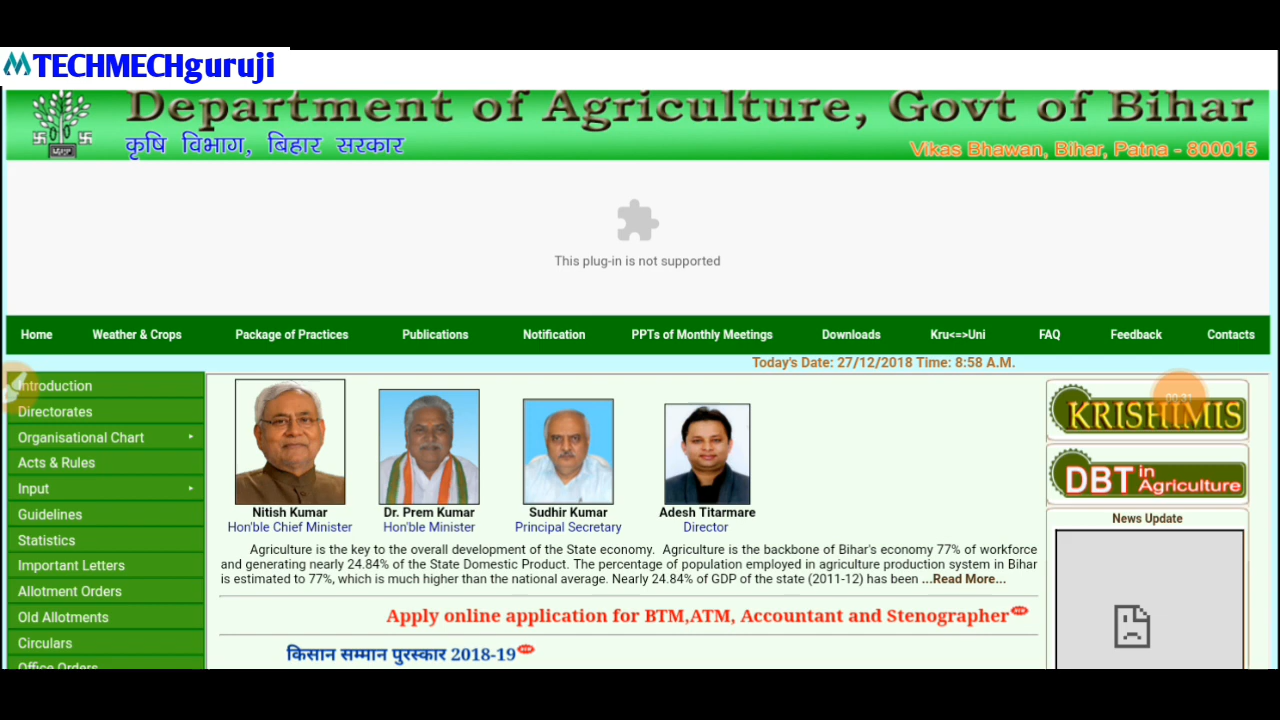 TECHMECHguruji
Department of Agriculture, Govt of Bihar
कृषि विभाग, बिहार सरकार
Vikas Bhawan, Bihar, Patna - 800015
This plug-in is not supported
Home Weather & Crops Package of Practices Publications Notification PPTs of Monthly Meetings Downloads Kru<=>Uni FAQ Feedback Contacts
Today's Date: 27/12/2018 Time: 8:58 A.M.
Introduction
Directorates
Organisational Chart
Acts & Rules
Input
Guidelines
Statistics
Important Letters
Allotment Orders
Old Allotments
Circulars
Office Orders
Nitish Kumar
Hon'ble Chief Minister
Dr. Prem Kumar
Hon'ble Minister
Sudhir Kumar
Principal Secretary
Adesh Titarmare
Director
Agriculture is the key to the overall development of the State economy. Agriculture is the backbone of Bihar's economy 77% of workforce
and generating nearly 24.84% of the State Domestic Product. The percentage of population employed in agriculture production system in Bihar
is estimated to 77%, which is much higher than the national average. Nearly 24.84% of GDP of the state (2011-12) has been ...Read More...
Apply online application for BTM,ATM, Accountant and Stenographer
किसान सम्मान पुरस्कार 2018-19
00:31
KRISHIMIS
DBT in
Agriculture
News Update